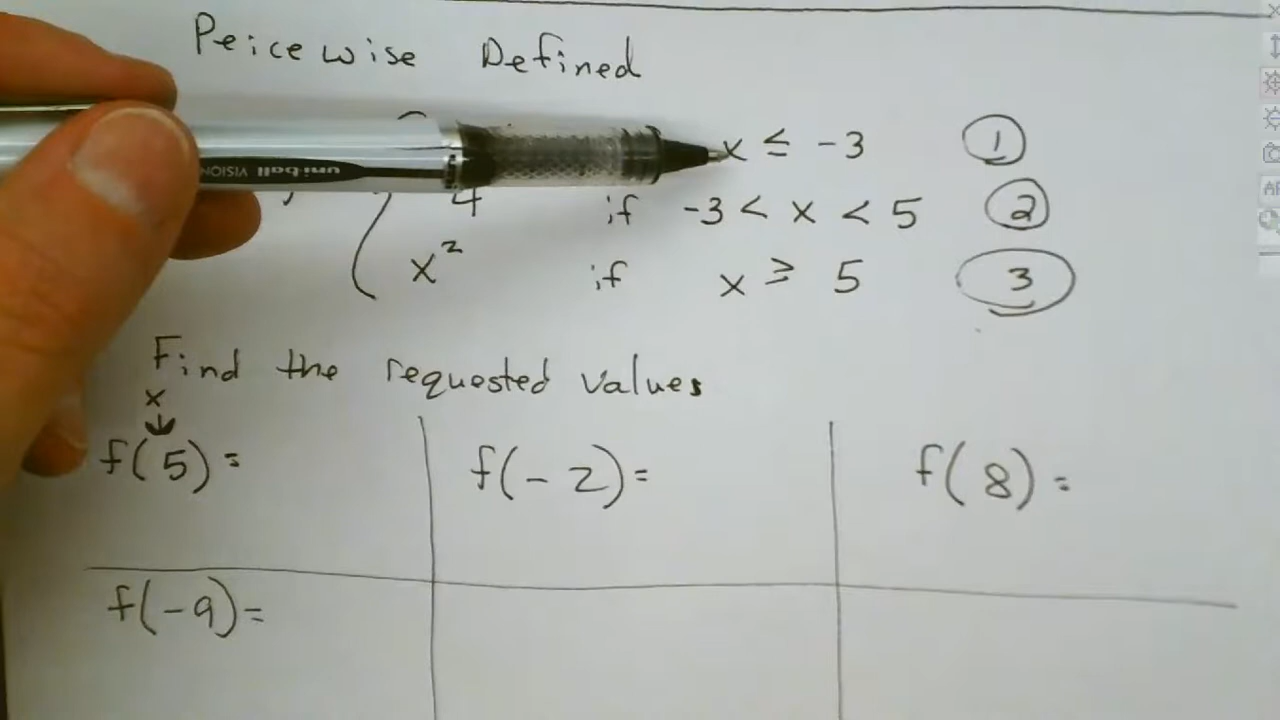 Peicewise Defined
x ≤ -3 ①
4 if -3 < x < 5 ②
x² if x ≥ 5 ③
Find the requested values
x
f(5)= f(-2)= f(8)=
f(-9)=
uni-ball VISION